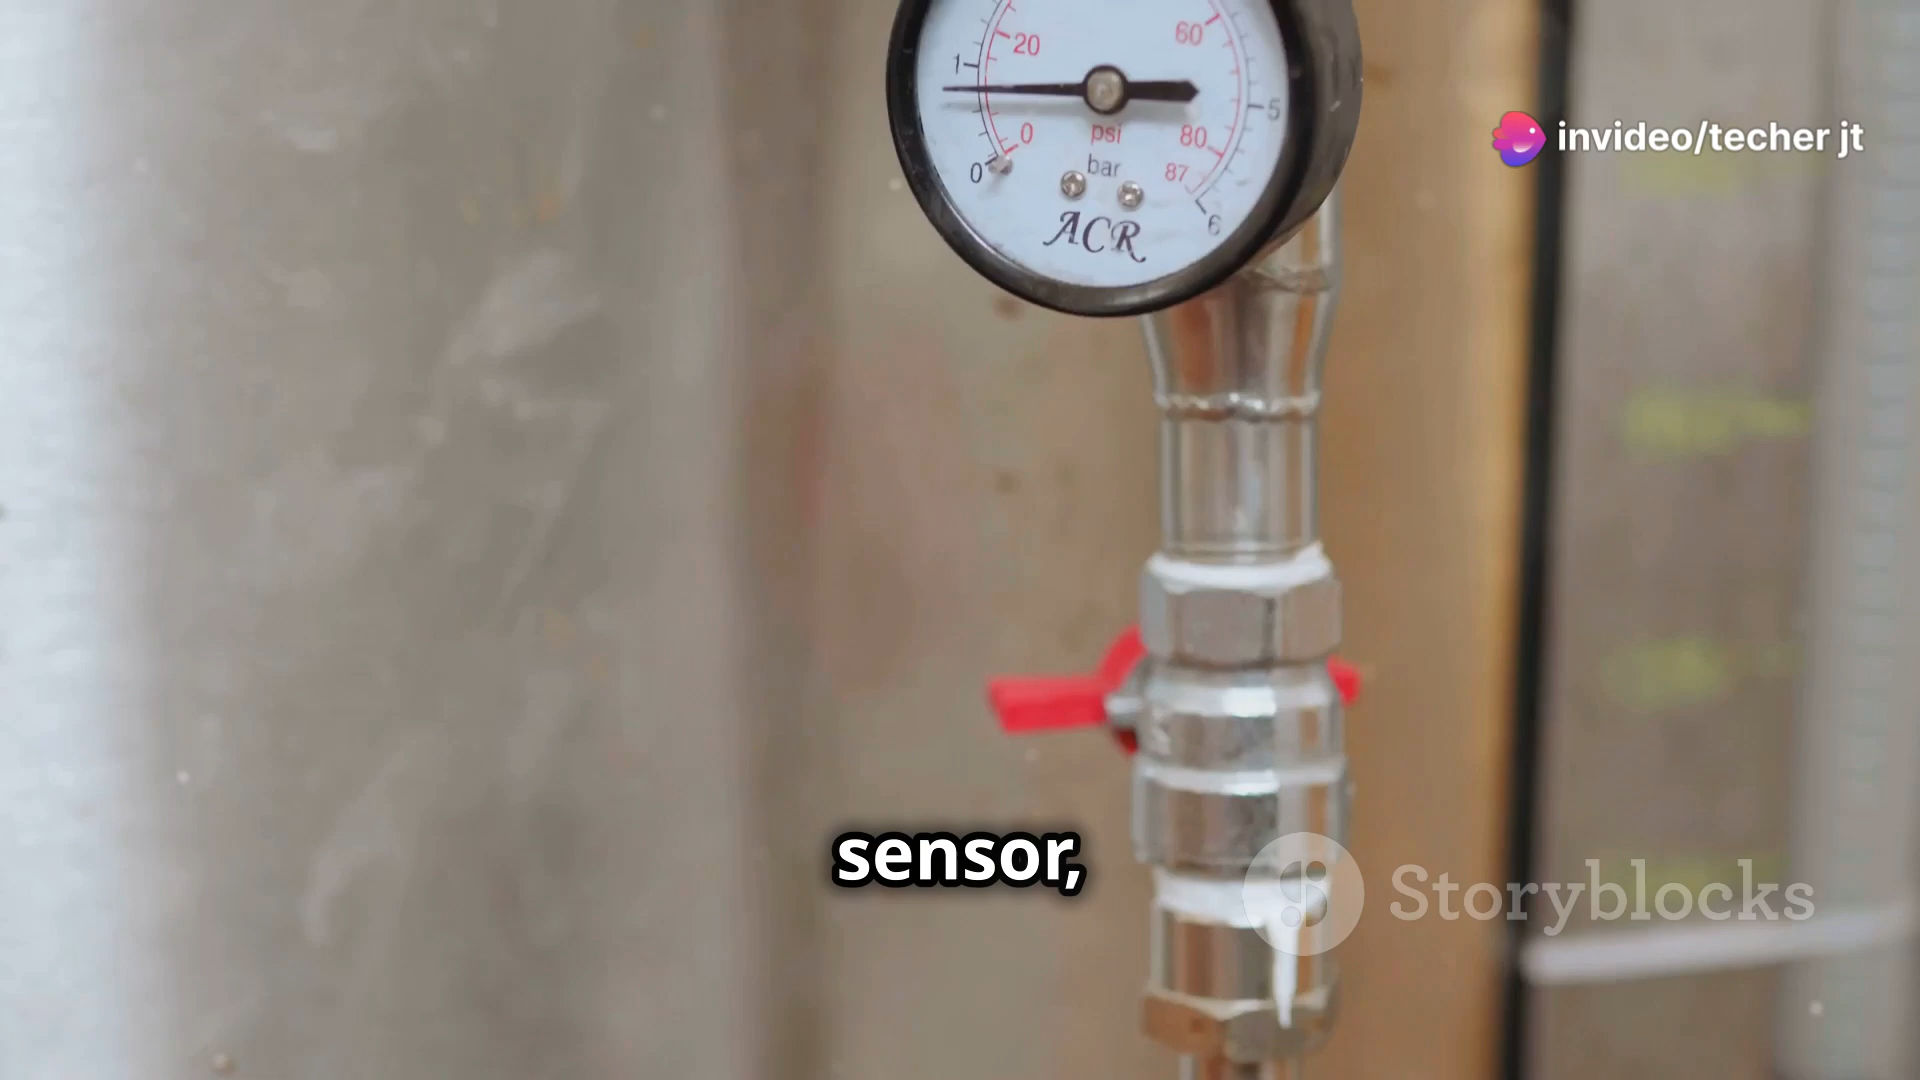 20
60
1
5
0
psi
80
0
bar
87
6
ACR
invideo/techer jt
sensor,
Storyblocks